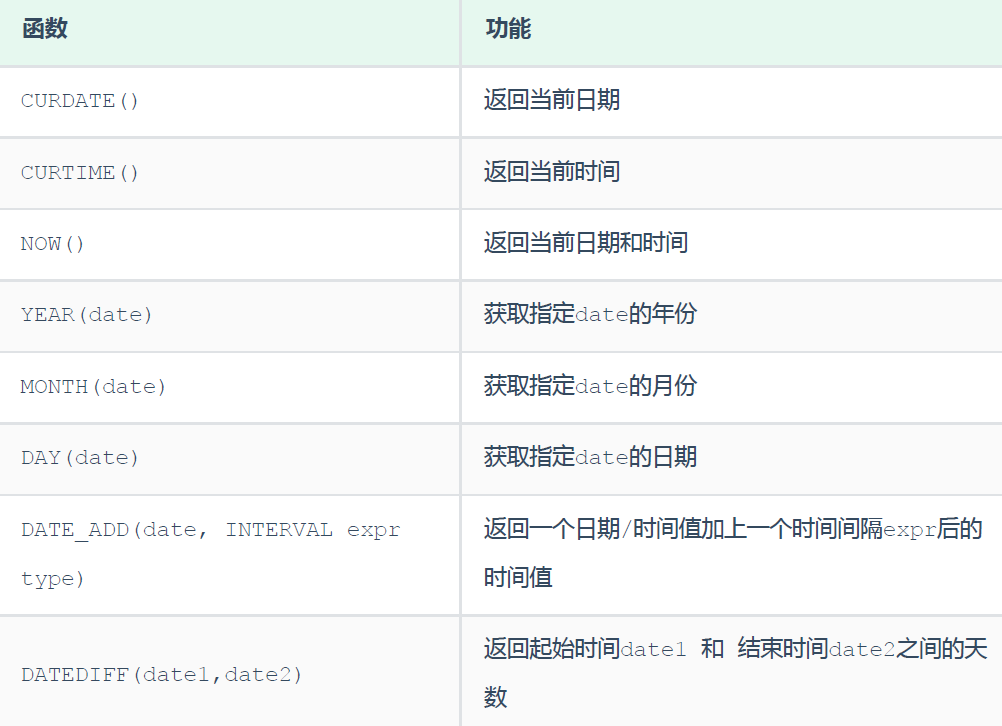 函数 功能
CURDATE() 返回当前日期
CURTIME() 返回当前时间
NOW() 返回当前日期和时间
YEAR(date) 获取指定date的年份
MONTH(date) 获取指定date的月份
DAY(date) 获取指定date的日期
DATE_ADD(date, INTERVAL expr
type)
返回一个日期/时间值加上一个时间间隔expr后的
时间值
DATEDIFF(date1,date2)
返回起始时间date1 和 结束时间date2之间的天
数